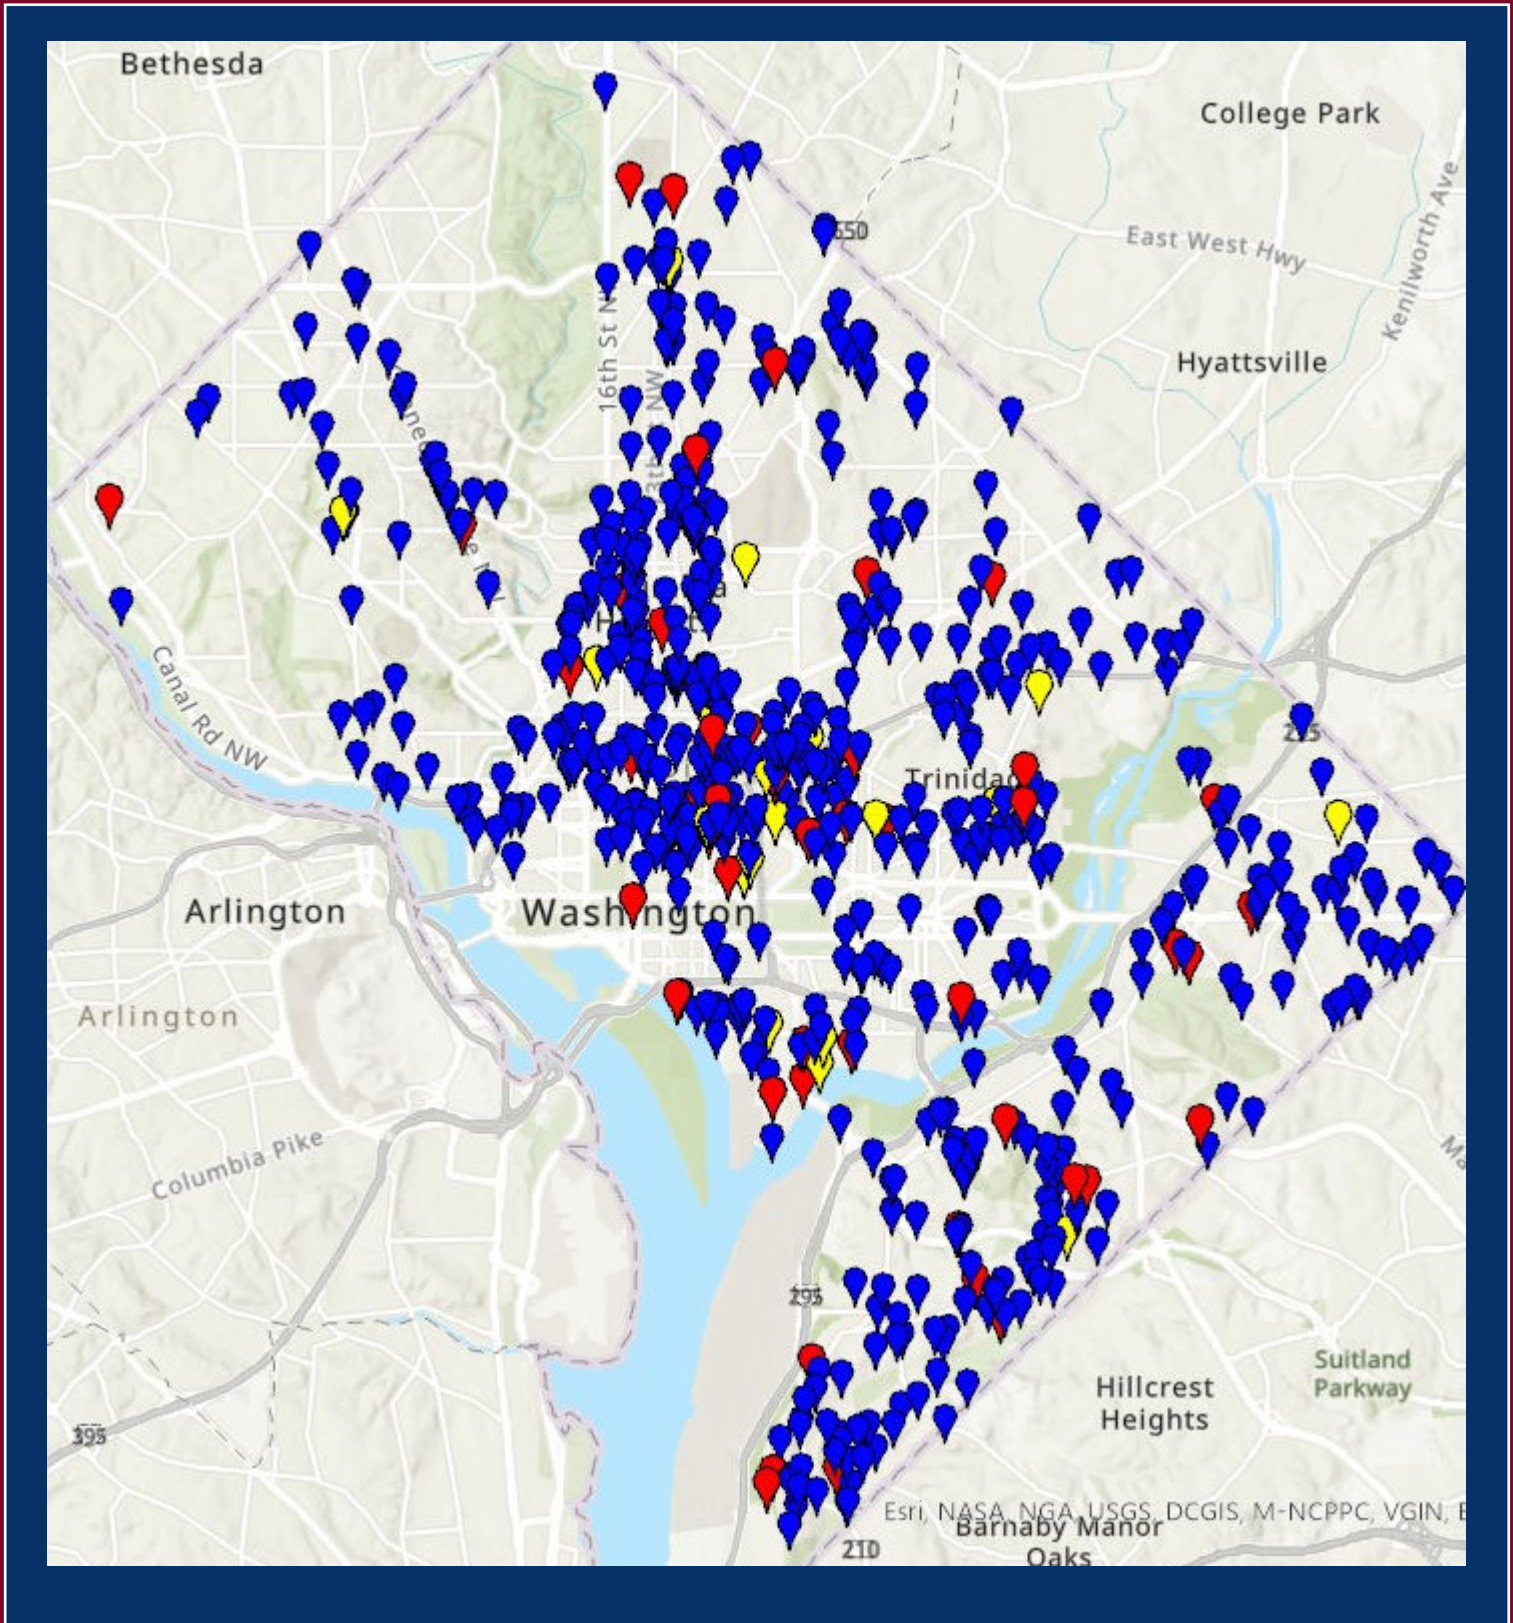 Bethesda
College Park
650
East West Hwy
Kenilworth Ave
16th St N
Hyattsville
NW
Canal Rd NW
295
Trinidad
Arlington
Washington
Arlington
Columbia Pike
Ma
295
Suitland
Parkway
Hillcrest
Heights
395
Esri, NASA, NGA, USGS, DCGIS, M-NCPPC, VGIN, E
Barnaby Manor
Oaks
210